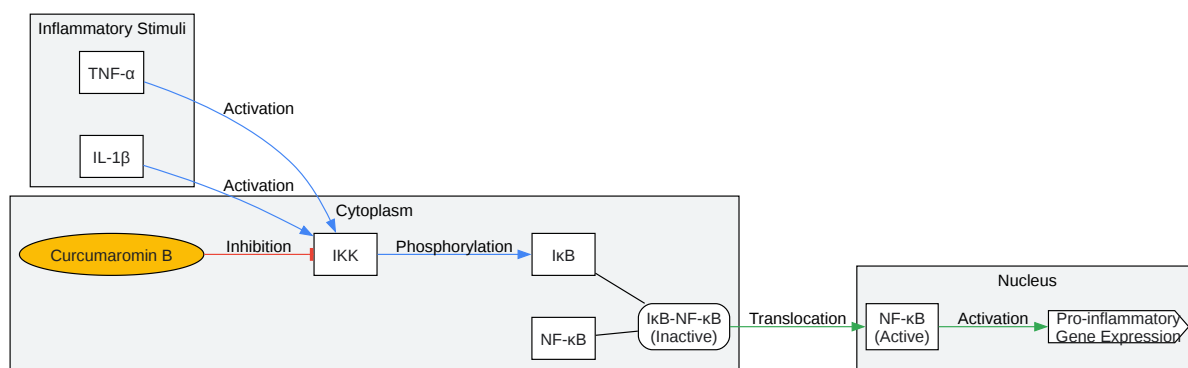 Inflammatory Stimuli
TNF-α
Activation
IL-1β
Activation
Cytoplasm
Curcumaromin B
Inhibition
IKK
Phosphorylation
IκB
NF-κB
IκB-NF-κB
(Inactive)
Translocation
Nucleus
NF-κB
(Active)
Activation
Pro-inflammatory
Gene Expression